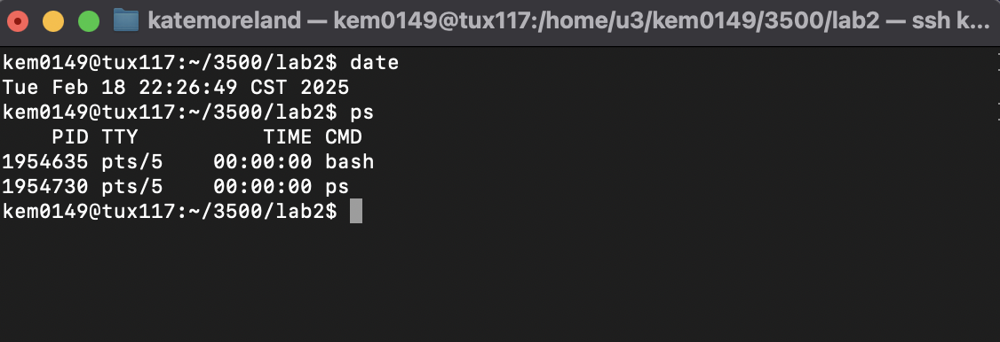 katemoreland — kem0149@tux117:/home/u3/kem0149/3500/lab2 — ssh k...
kem0149@tux117:~/3500/lab2$ date
Tue Feb 18 22:26:49 CST 2025
kem0149@tux117:~/3500/lab2$ ps
    PID TTY          TIME CMD
1954635 pts/5    00:00:00 bash
1954730 pts/5    00:00:00 ps
kem0149@tux117:~/3500/lab2$